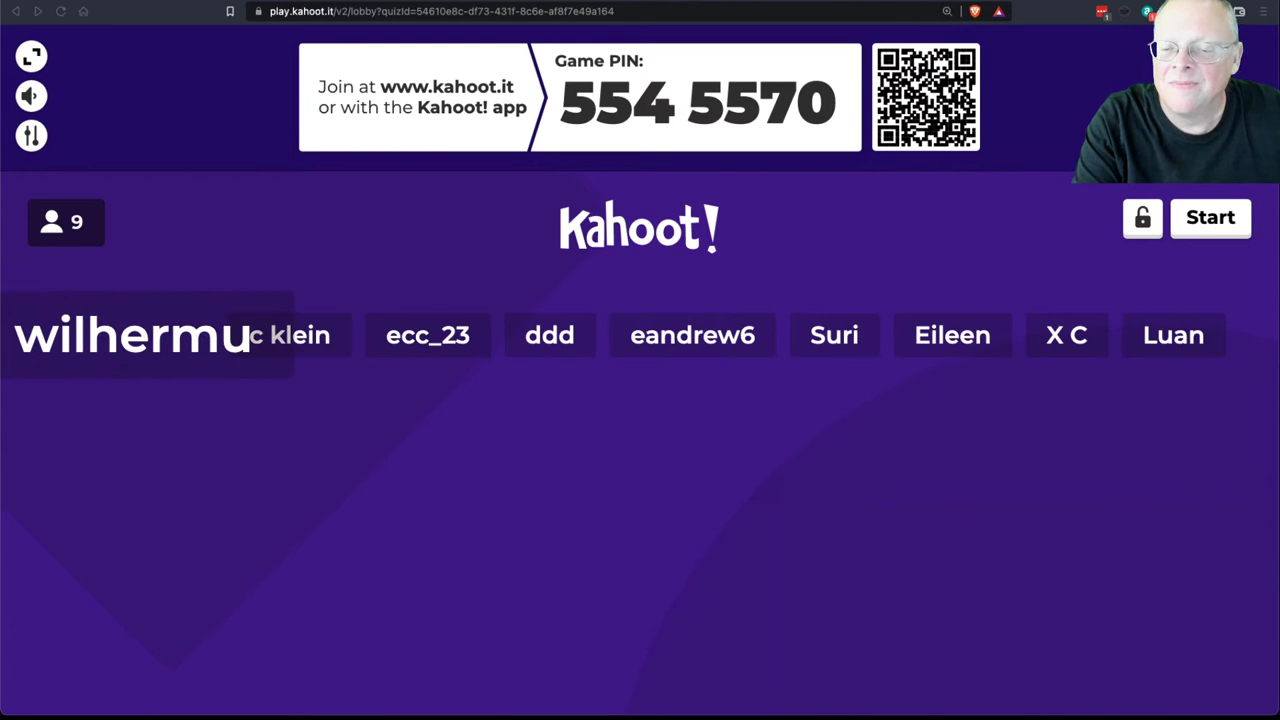 play.kahoot.it/v2/lobby?quizId=54610e8c-df73-431f-8c6e-af8f7e49a164
Join at www.kahoot.it
or with the Kahoot! app
Game PIN:
554 5570
9
Kahoot!
Start
wilhermu
c klein
ecc_23
ddd
eandrew6
Suri
Eileen
X C
Luan